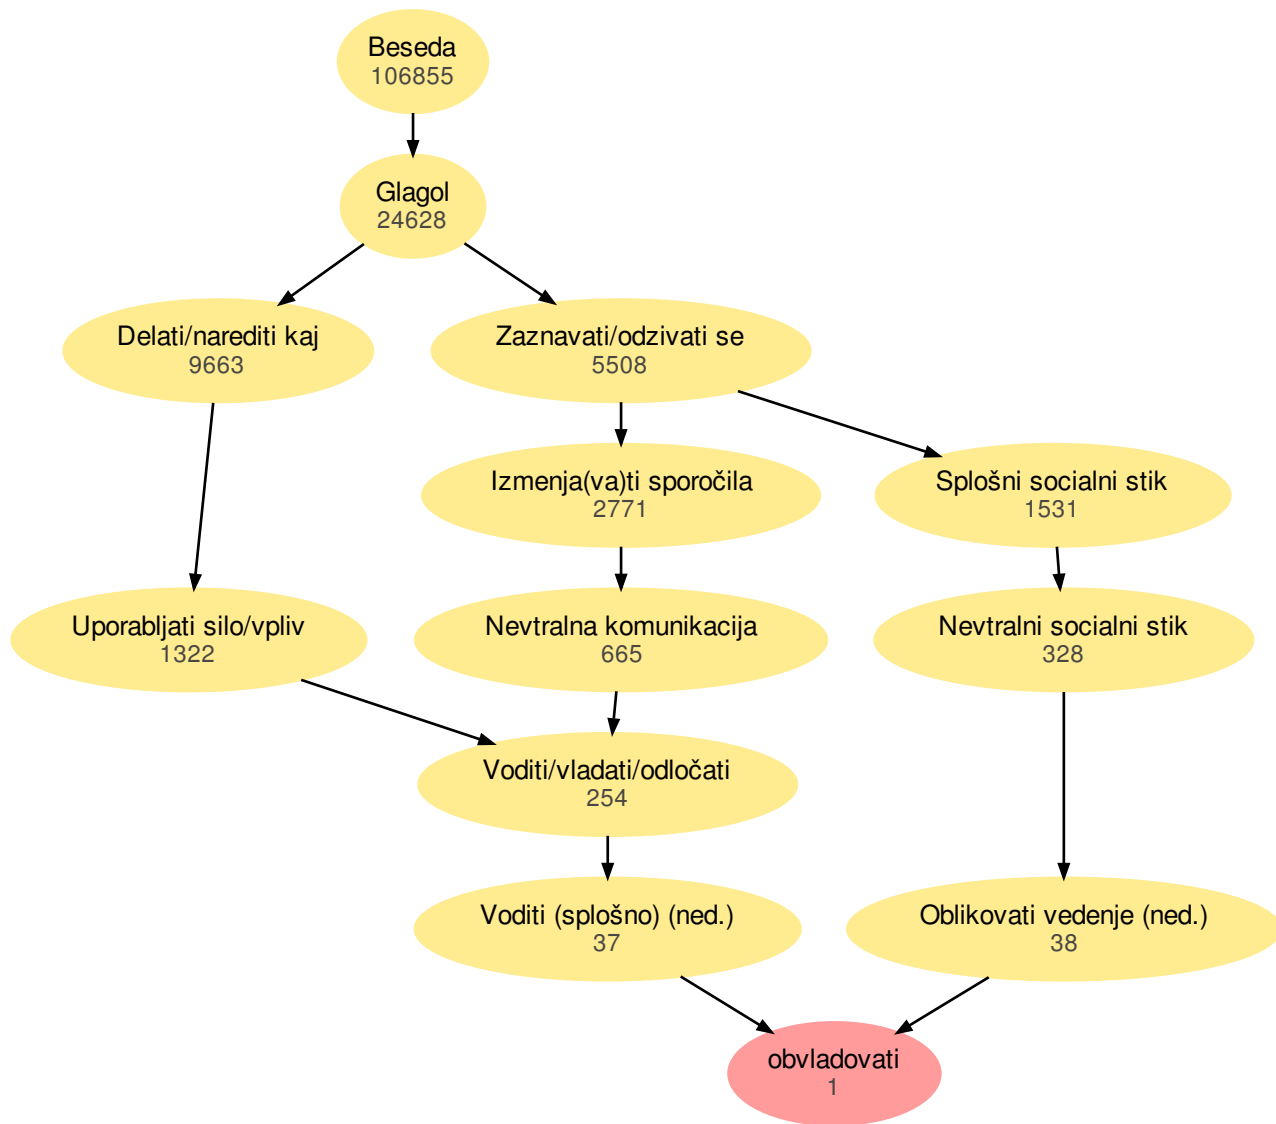 Beseda
106855
Glagol
24628
Delati/narediti kaj
9663
Zaznavati/odzivati se
5508
Izmenja(va)ti sporočila
2771
Splošni socialni stik
1531
Uporabljati silo/vpliv
1322
Nevtralna komunikacija
665
Nevtralni socialni stik
328
Voditi/vladati/odločati
254
Voditi (splošno) (ned.)
37
Oblikovati vedenje (ned.)
38
obvladovati
1